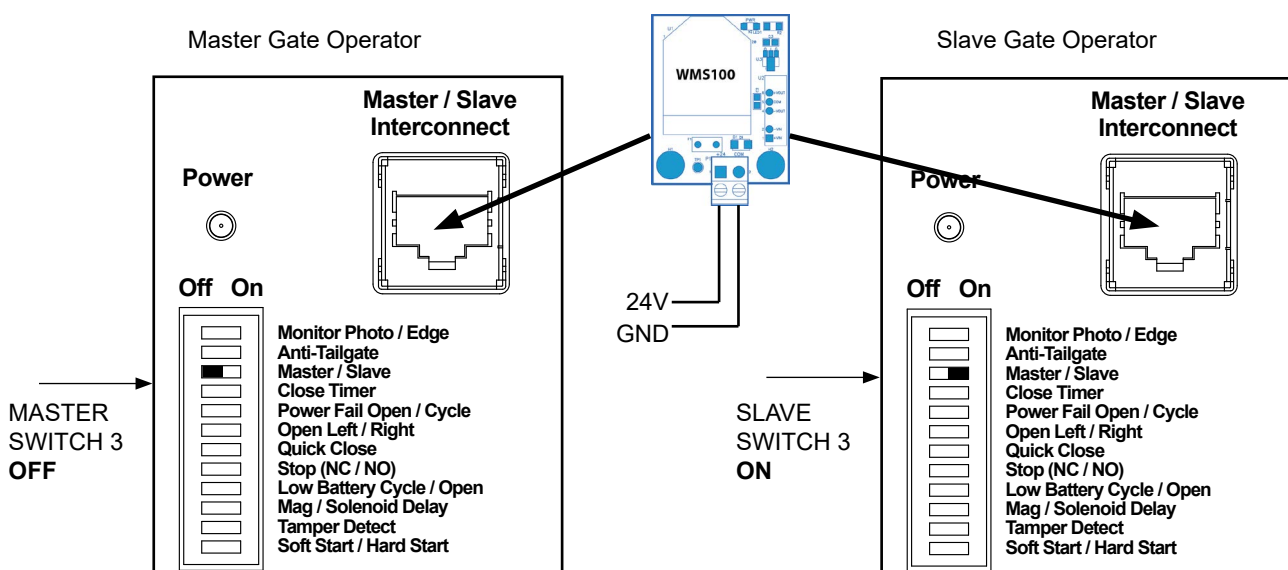 Master Gate Operator
Master / Slave
Interconnect
Power
Off On
Monitor Photo / Edge
Anti-Tailgate
Master / Slave
Close Timer
Power Fail Open / Cycle
Open Left / Right
Quick Close
Stop (NC / NO)
Low Battery Cycle / Open
Mag / Solenoid Delay
Tamper Detect
Soft Start / Hard Start
MASTER
SWITCH 3
OFF
PWR
U1
U2
WMS100
+24 COM
24V
GND
Slave Gate Operator
Master / Slave
Interconnect
Power
Off On
Monitor Photo / Edge
Anti-Tailgate
Master / Slave
Close Timer
Power Fail Open / Cycle
Open Left / Right
Quick Close
Stop (NC / NO)
Low Battery Cycle / Open
Mag / Solenoid Delay
Tamper Detect
Soft Start / Hard Start
SLAVE
SWITCH 3
ON